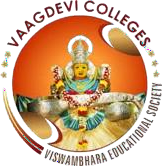 VAAGDEVI COLLEGES
VISWAMBHARA EDUCATIONAL SOCIETY